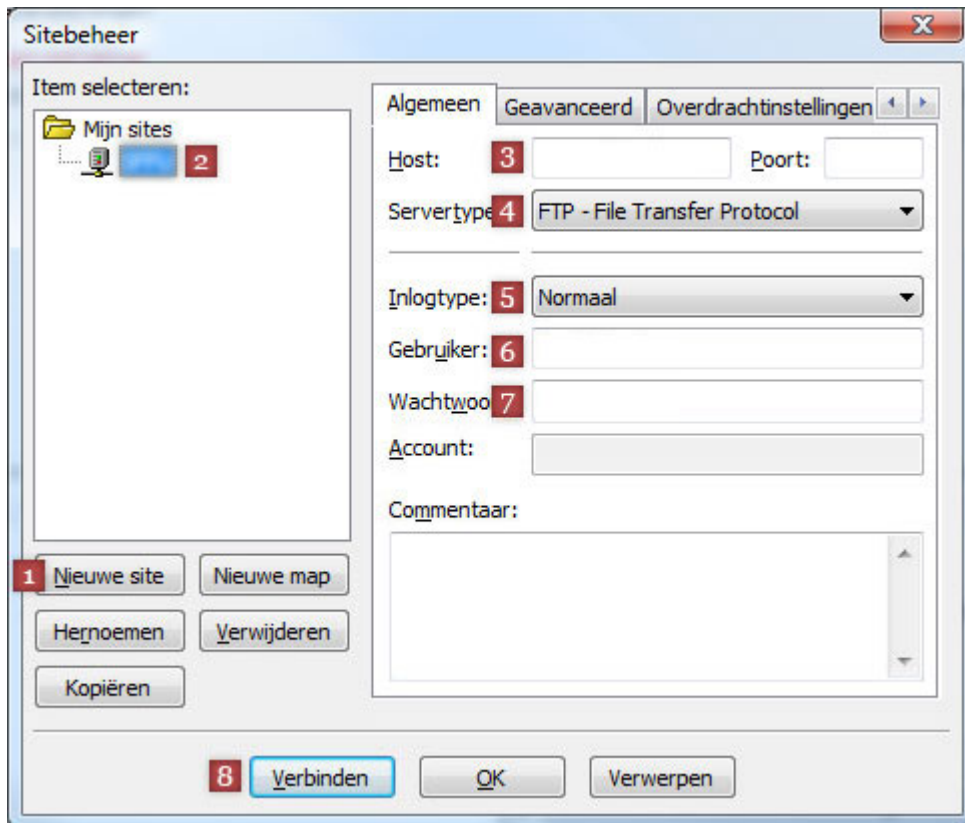 Sitebeheer
Item selecteren:
Mijn sites
2
1 Nieuwe site
Nieuwe map
Hernoemen
Verwijderen
Kopiëren
Algemeen
Geavanceerd
Overdrachtinstellingen
Host: 3
Poort:
Servertype 4 FTP - File Transfer Protocol
Inlogtype: 5 Normaal
Gebruiker: 6
Wachtwoo 7
Account:
Commentaar:
8 Verbinden
OK
Verwerpen